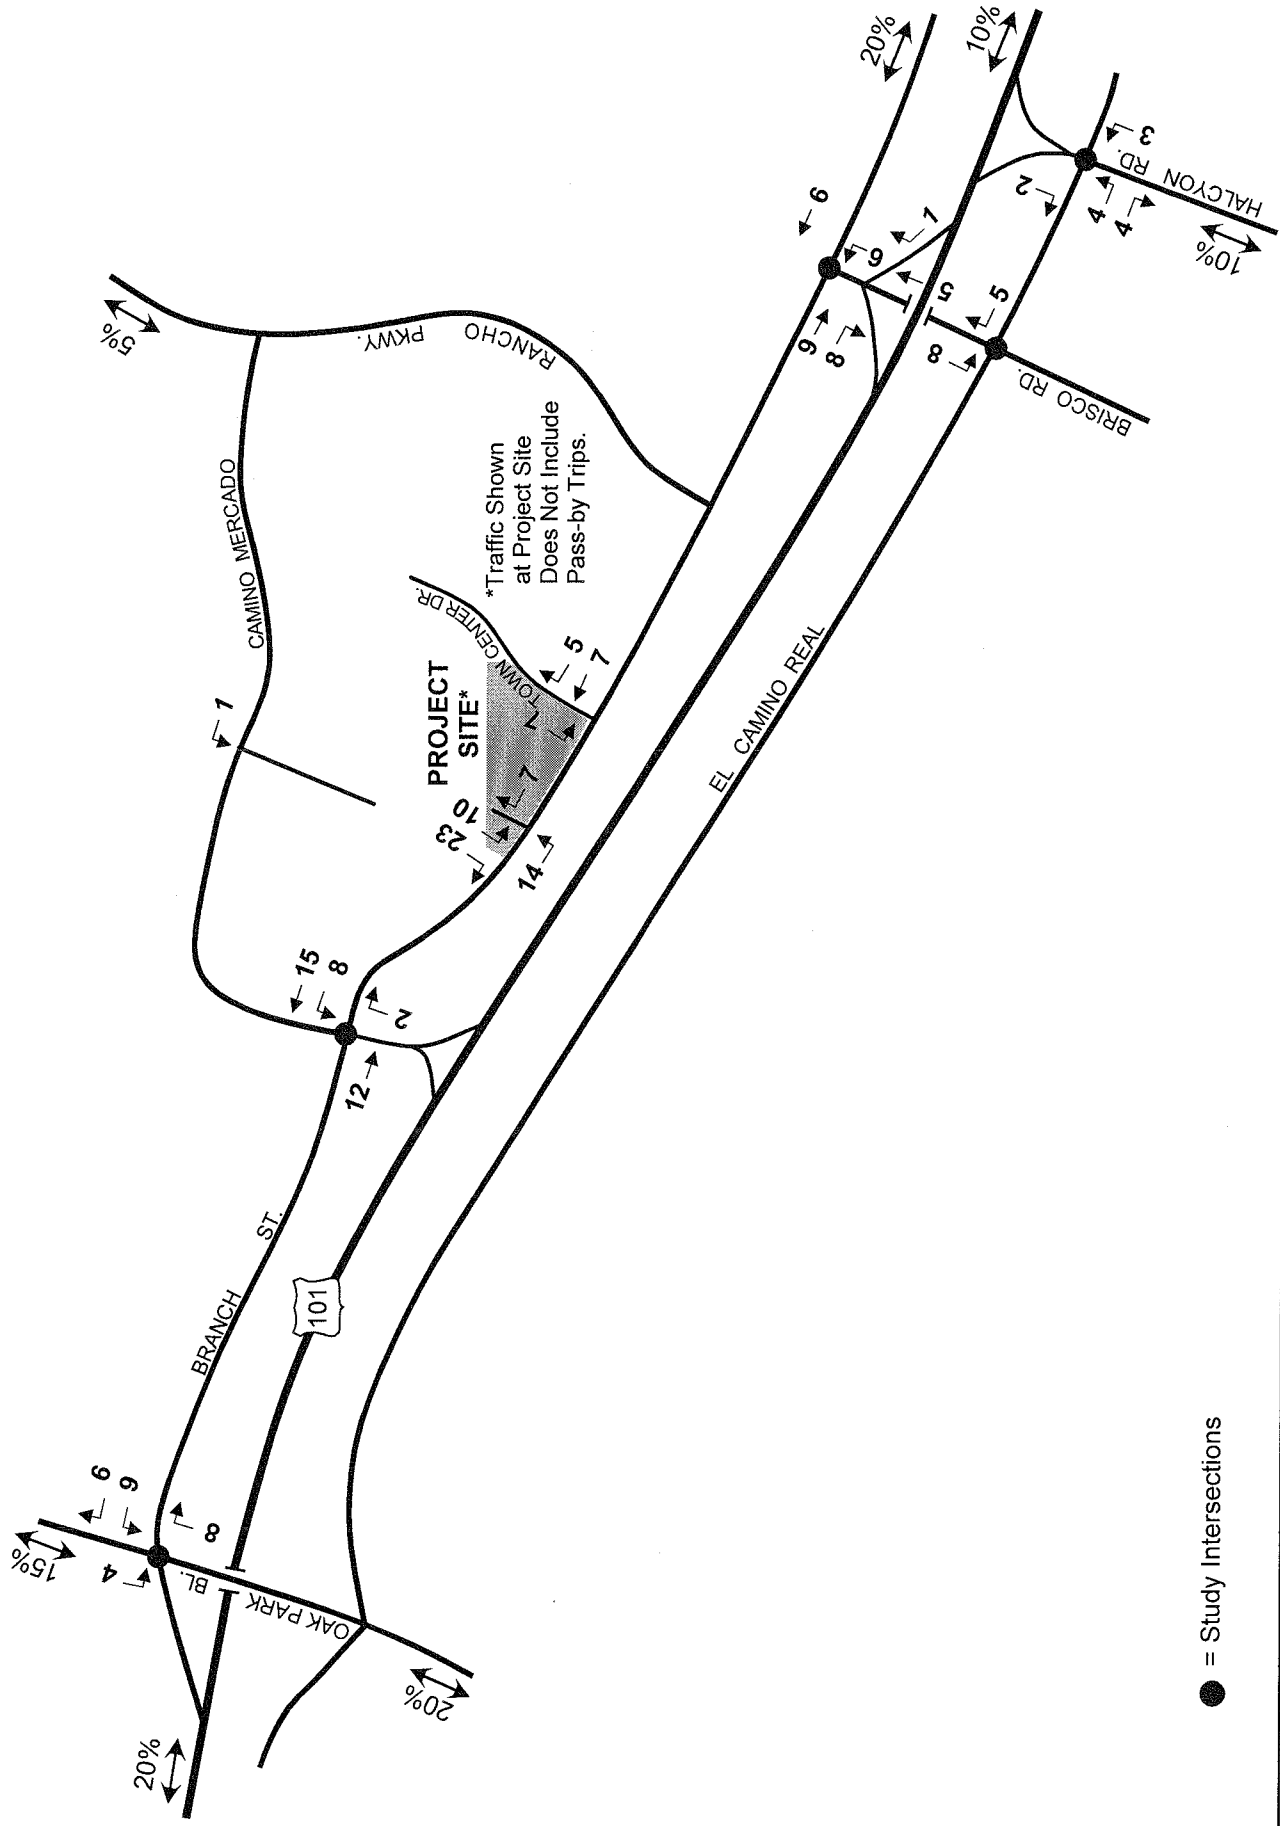 15%
5%
6
9
4
8
20%
OAK PARK BL.
20%
BRANCH ST.
101
15
8
12
2
1
CAMINO MERCADO
RANCHO PKWY.
PROJECT
SITE*
23
10
7
14
7
TOWN CENTER DR.
5
7
*Traffic Shown
at Project Site
Does Not Include
Pass-by Trips.
EL CAMINO REAL
6
9
8
6
1
5
20%
10%
8
5
BRISCO RD.
2
3
4
4
HALCYON RD.
10%
= Study Intersections